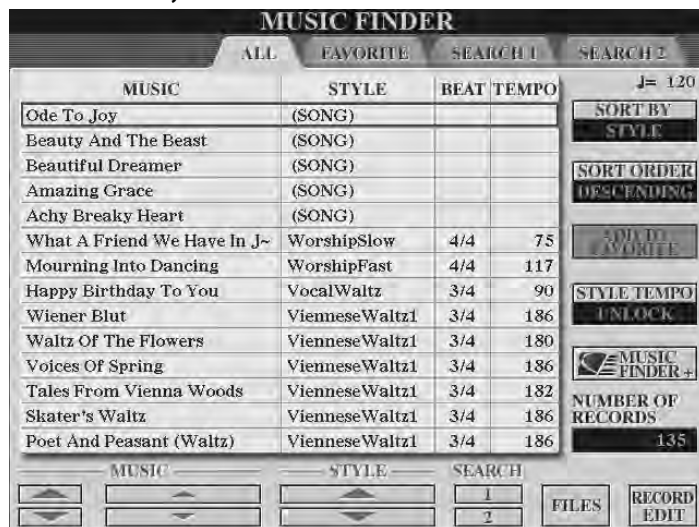 MUSIC FINDER
ALL FAVORITE SEARCH 1 SEARCH 2
MUSIC STYLE BEAT TEMPO ♩= 120
Ode To Joy (SONG)
Beauty And The Beast (SONG)
Beautiful Dreamer (SONG)
Amazing Grace (SONG)
Achy Breaky Heart (SONG)
What A Friend We Have In J~ WorshipSlow 4/4 75
Mourning Into Dancing WorshipFast 4/4 117
Happy Birthday To You VocalWaltz 3/4 90
Wiener Blut VienneseWaltz1 3/4 186
Waltz Of The Flowers VienneseWaltz1 3/4 180
Voices Of Spring VienneseWaltz1 3/4 186
Tales From Vienna Woods VienneseWaltz1 3/4 182
Skater's Waltz VienneseWaltz1 3/4 186
Poet And Peasant (Waltz) VienneseWaltz1 3/4 186
SORT BY
STYLE
SORT ORDER
DESCENDING
ADD TO
FAVORITE
STYLE TEMPO
UNLOCK
MUSIC
FINDER+
NUMBER OF
RECORDS
135
MUSIC STYLE SEARCH
1
2
FILES
RECORD
EDIT